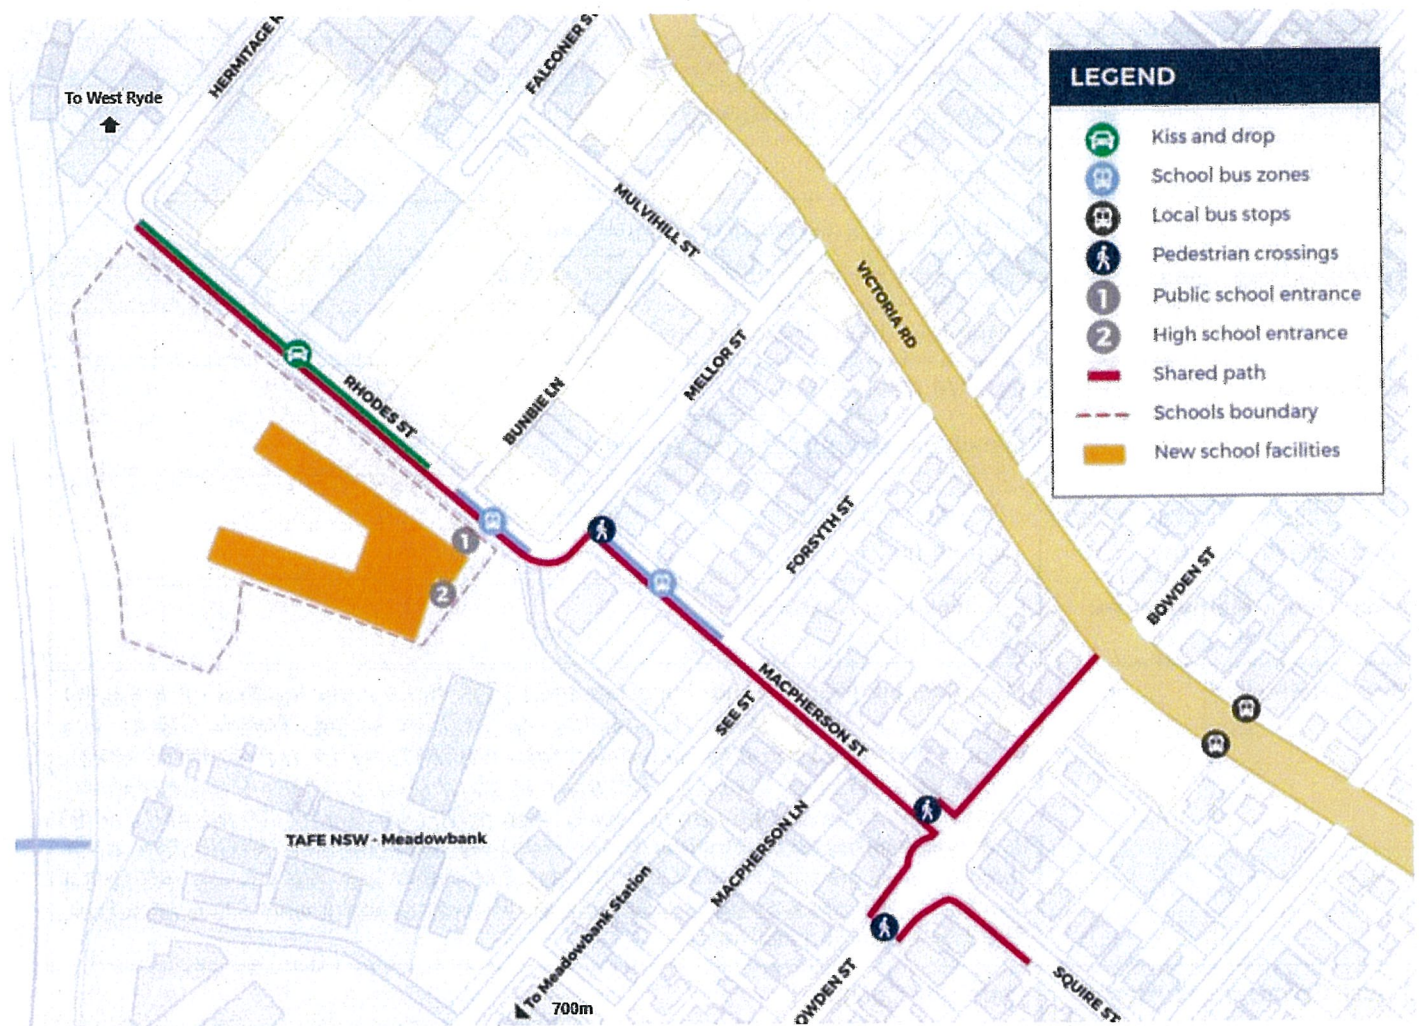 HERMITAGE R
FALCONER S
To West Ryde
LEGEND
Kiss and drop
School bus zones
Local bus stops
Pedestrian crossings
1
Public school entrance
2
High school entrance
Shared path
Schools boundary
New school facilities
MULVIHILL ST
VICTORIA RD
MELLOR ST
RHODES ST
BUNBIE LN
1
2
FORSYTH ST
BOWDEN ST
MACPHERSON ST
SEE ST
MACPHERSON LN
TAFE NSW - Meadowbank
To Meadowbank Station
700m
OWDEN ST
SQUIRE ST